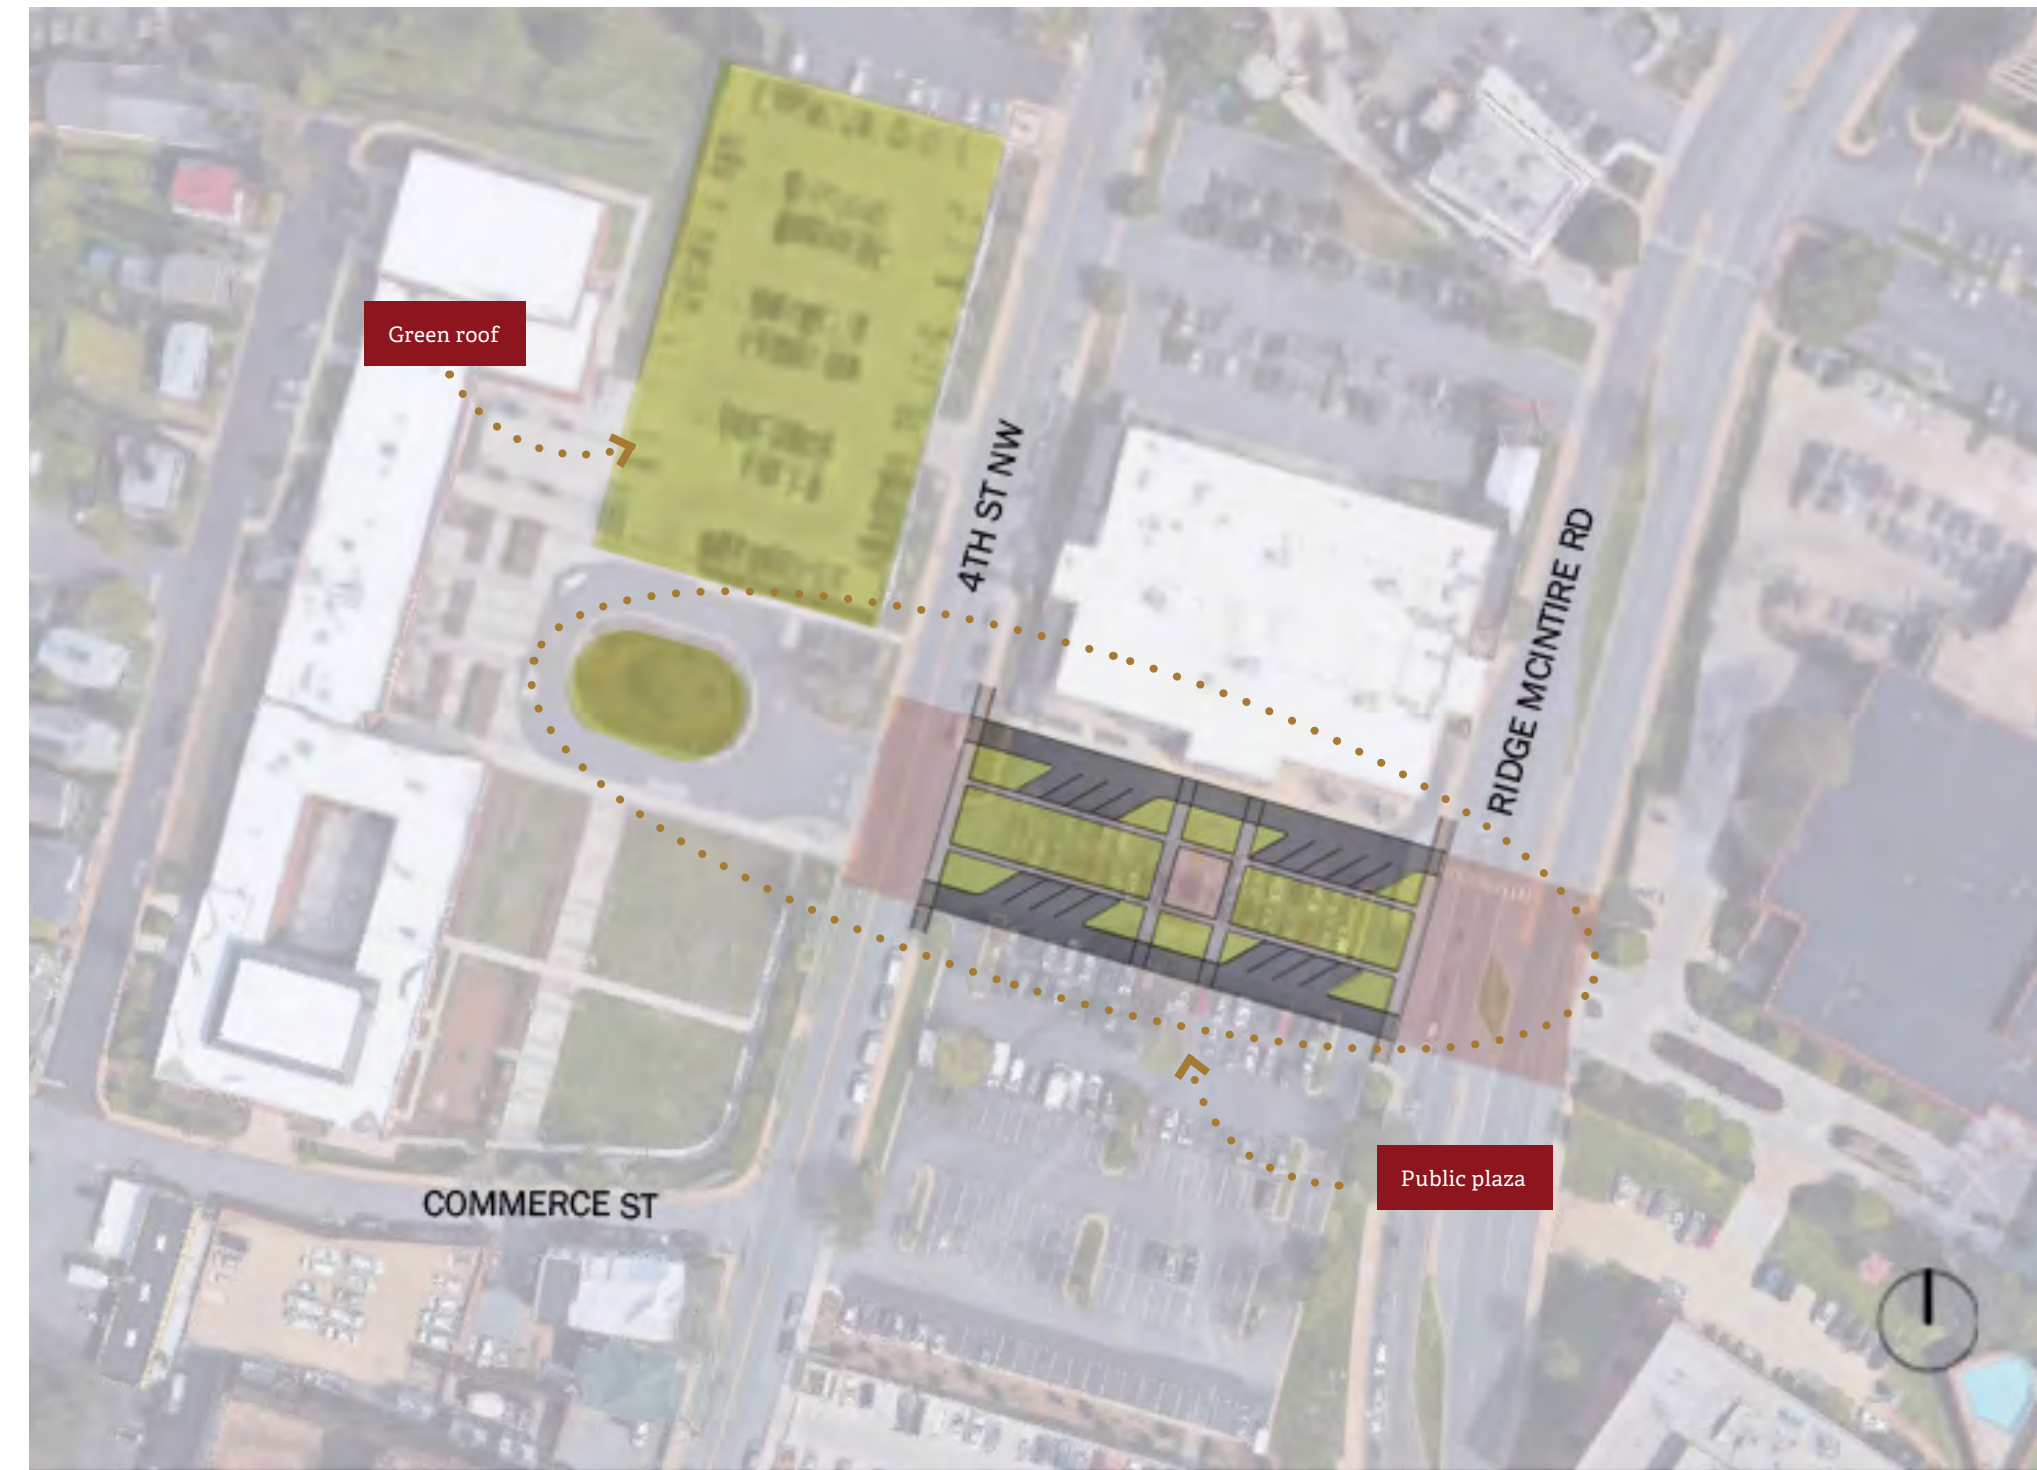 Green roof
4TH ST NW
RIDGE MCINTIRE RD
Public plaza
COMMERCE ST